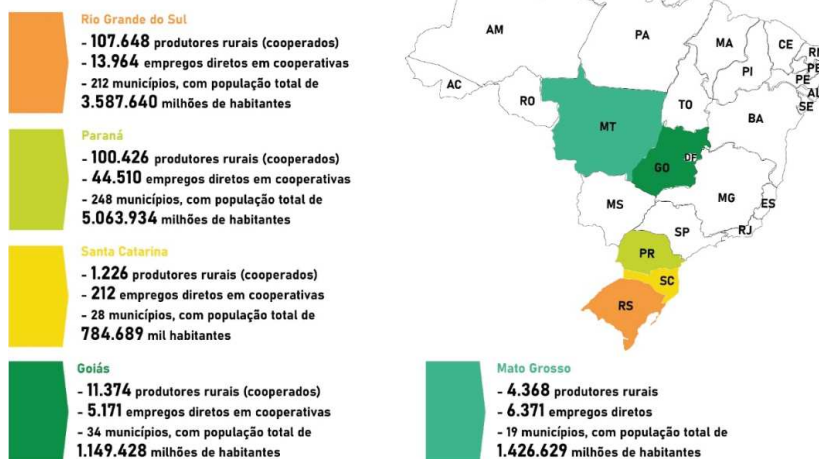 Rio Grande do Sul
- 107.648 produtores rurais (cooperados)
- 13.964 empregos diretos em cooperativas
- 212 municípios, com população total de
3.587.640 milhões de habitantes
Paraná
- 100.426 produtores rurais (cooperados)
- 44.510 empregos diretos em cooperativas
- 248 municípios, com população total de
5.063.934 milhões de habitantes
Santa Catarina
- 1.226 produtores rurais (cooperados)
- 212 empregos diretos em cooperativas
- 28 municípios, com população total de
784.689 mil habitantes
Goiás
- 11.374 produtores rurais (cooperados)
- 5.171 empregos diretos em cooperativas
- 34 municípios, com população total de
1.149.428 milhões de habitantes
Mato Grosso
- 4.368 produtores rurais
- 6.371 empregos diretos
- 19 municípios, com população total de
1.426.629 milhões de habitantes
AM
PA
MA
CE
PI
PE
AC
RO
TO
SE
BA
MT
DF
GO
MG
ES
MS
SP
RJ
PR
SC
RS